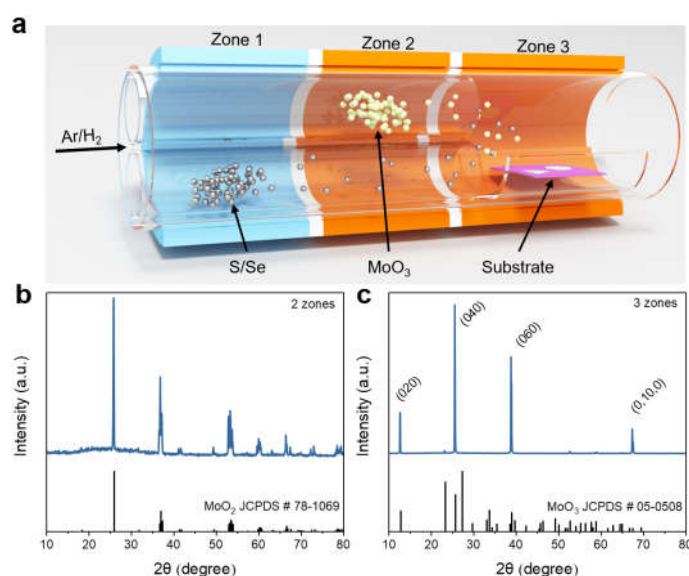 a
Zone 1 Zone 2 Zone 3
Ar/H₂
S/Se MoO₃ Substrate
b
2 zones
Intensity (a.u.)
MoO₂ JCPDS # 78-1069
10 20 30 40 50 60 70 80
2θ (degree)
c
3 zones
(020)
(040)
(060)
(0,10,0)
Intensity (a.u.)
MoO₃ JCPDS # 05-0508
10 20 30 40 50 60 70 80
2θ (degree)